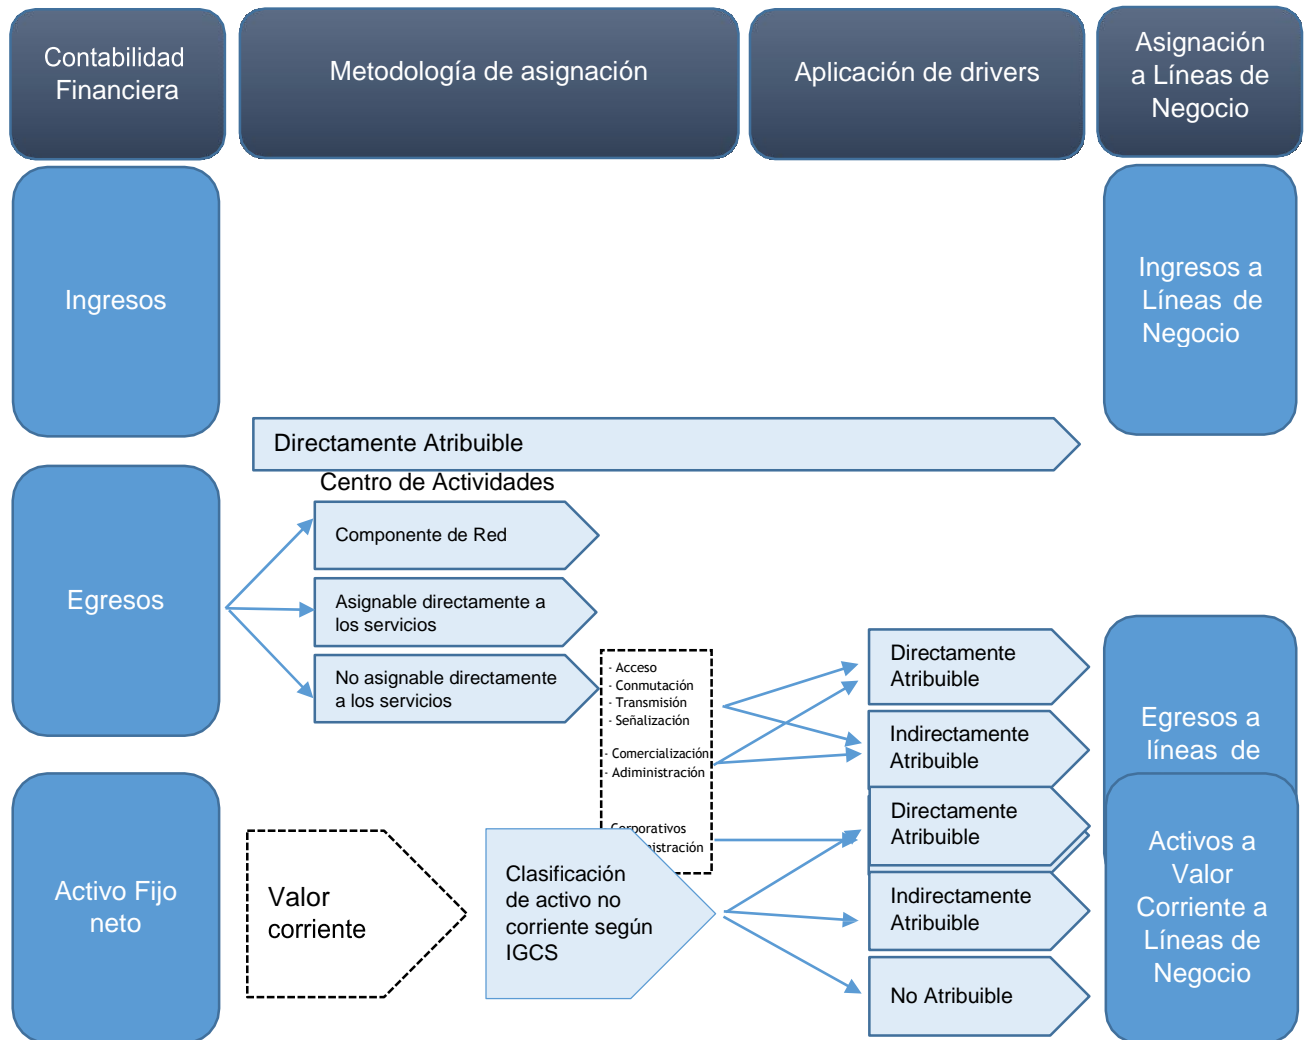 Contabilidad
Financiera
Metodología de asignación
Aplicación de drivers
Asignación
a Líneas de
Negocio
Ingresos
Ingresos a
Líneas de
Negocio
Directamente Atribuible
Centro de Actividades
Egresos
Componente de Red
Asignable directamente a
los servicios
No asignable directamente
a los servicios
- Acceso
- Conmutación
- Transmisión
- Señalización
- Comercialización
- Adiministración
Corporativos
Directamente
Atribuible
Indirectamente
Atribuible
Egresos a
líneas de
Activo Fijo
neto
Valor
corriente
Clasificación
de activo no
corriente según
IGCS
Directamente
Atribuible
Indirectamente
Atribuible
No Atribuible
Activos a
Valor
Corriente a
Líneas de
Negocio